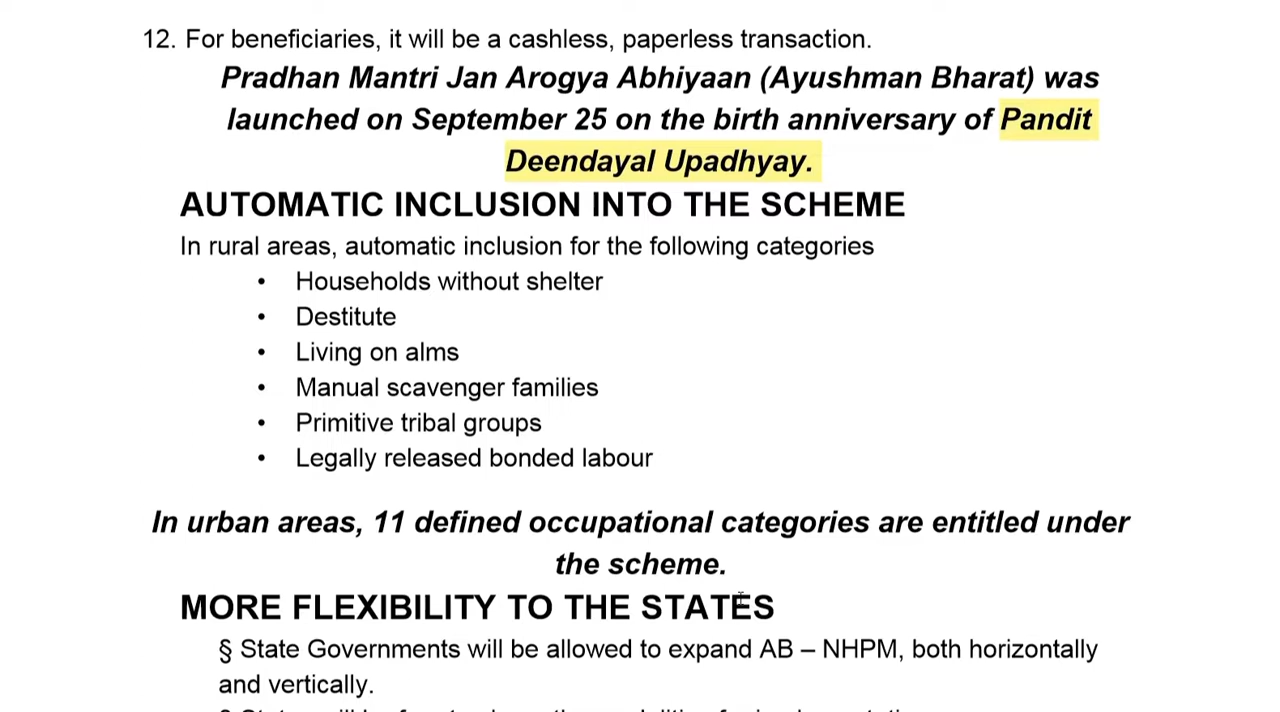 12. For beneficiaries, it will be a cashless, paperless transaction.
Pradhan Mantri Jan Arogya Abhiyaan (Ayushman Bharat) was
launched on September 25 on the birth anniversary of Pandit
Deendayal Upadhyay.
AUTOMATIC INCLUSION INTO THE SCHEME
In rural areas, automatic inclusion for the following categories
• Households without shelter
• Destitute
• Living on alms
• Manual scavenger families
• Primitive tribal groups
• Legally released bonded labour
In urban areas, 11 defined occupational categories are entitled under
the scheme.
MORE FLEXIBILITY TO THE STATES
§ State Governments will be allowed to expand AB – NHPM, both horizontally
and vertically.